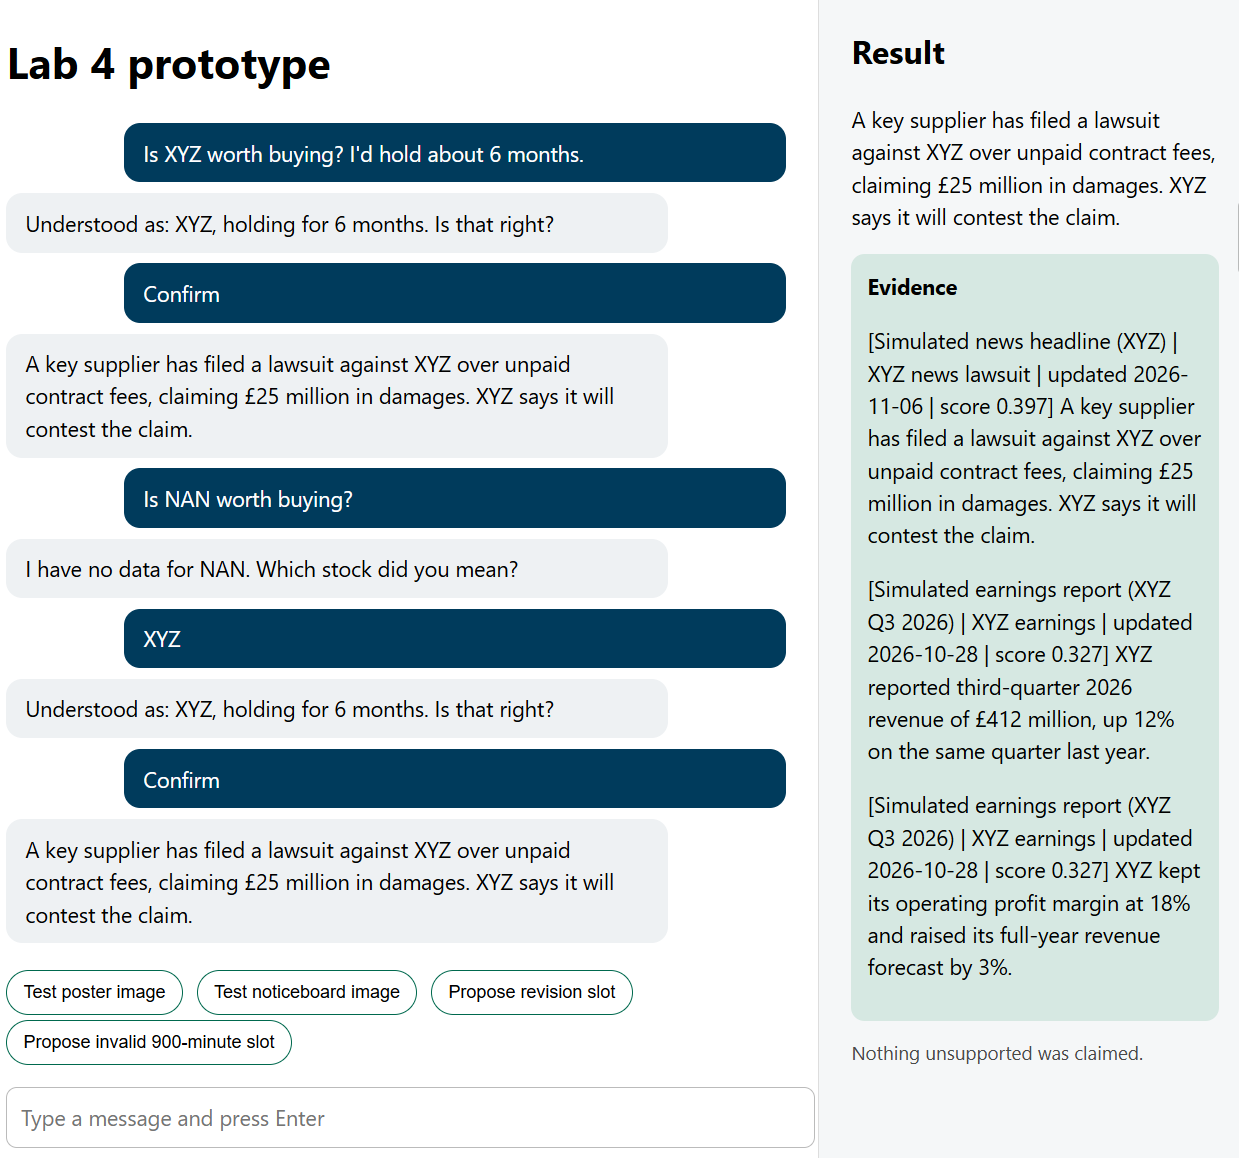 Lab 4 prototype
Is XYZ worth buying? I'd hold about 6 months.
Understood as: XYZ, holding for 6 months. Is that right?
Confirm
A key supplier has filed a lawsuit against XYZ over unpaid
contract fees, claiming £25 million in damages. XYZ says it will
contest the claim.
Is NAN worth buying?
I have no data for NAN. Which stock did you mean?
XYZ
Understood as: XYZ, holding for 6 months. Is that right?
Confirm
A key supplier has filed a lawsuit against XYZ over unpaid
contract fees, claiming £25 million in damages. XYZ says it will
contest the claim.
Test poster image
Test noticeboard image
Propose revision slot
Propose invalid 900-minute slot
Type a message and press Enter
Result
A key supplier has filed a lawsuit
against XYZ over unpaid contract fees,
claiming £25 million in damages. XYZ
says it will contest the claim.
Evidence
[Simulated news headline (XYZ) |
XYZ news lawsuit | updated 2026-
11-06 | score 0.397] A key supplier
has filed a lawsuit against XYZ over
unpaid contract fees, claiming £25
million in damages. XYZ says it will
contest the claim.
[Simulated earnings report (XYZ
Q3 2026) | XYZ earnings | updated
2026-10-28 | score 0.327] XYZ
reported third-quarter 2026
revenue of £412 million, up 12%
on the same quarter last year.
[Simulated earnings report (XYZ
Q3 2026) | XYZ earnings | updated
2026-10-28 | score 0.327] XYZ kept
its operating profit margin at 18%
and raised its full-year revenue
forecast by 3%.
Nothing unsupported was claimed.